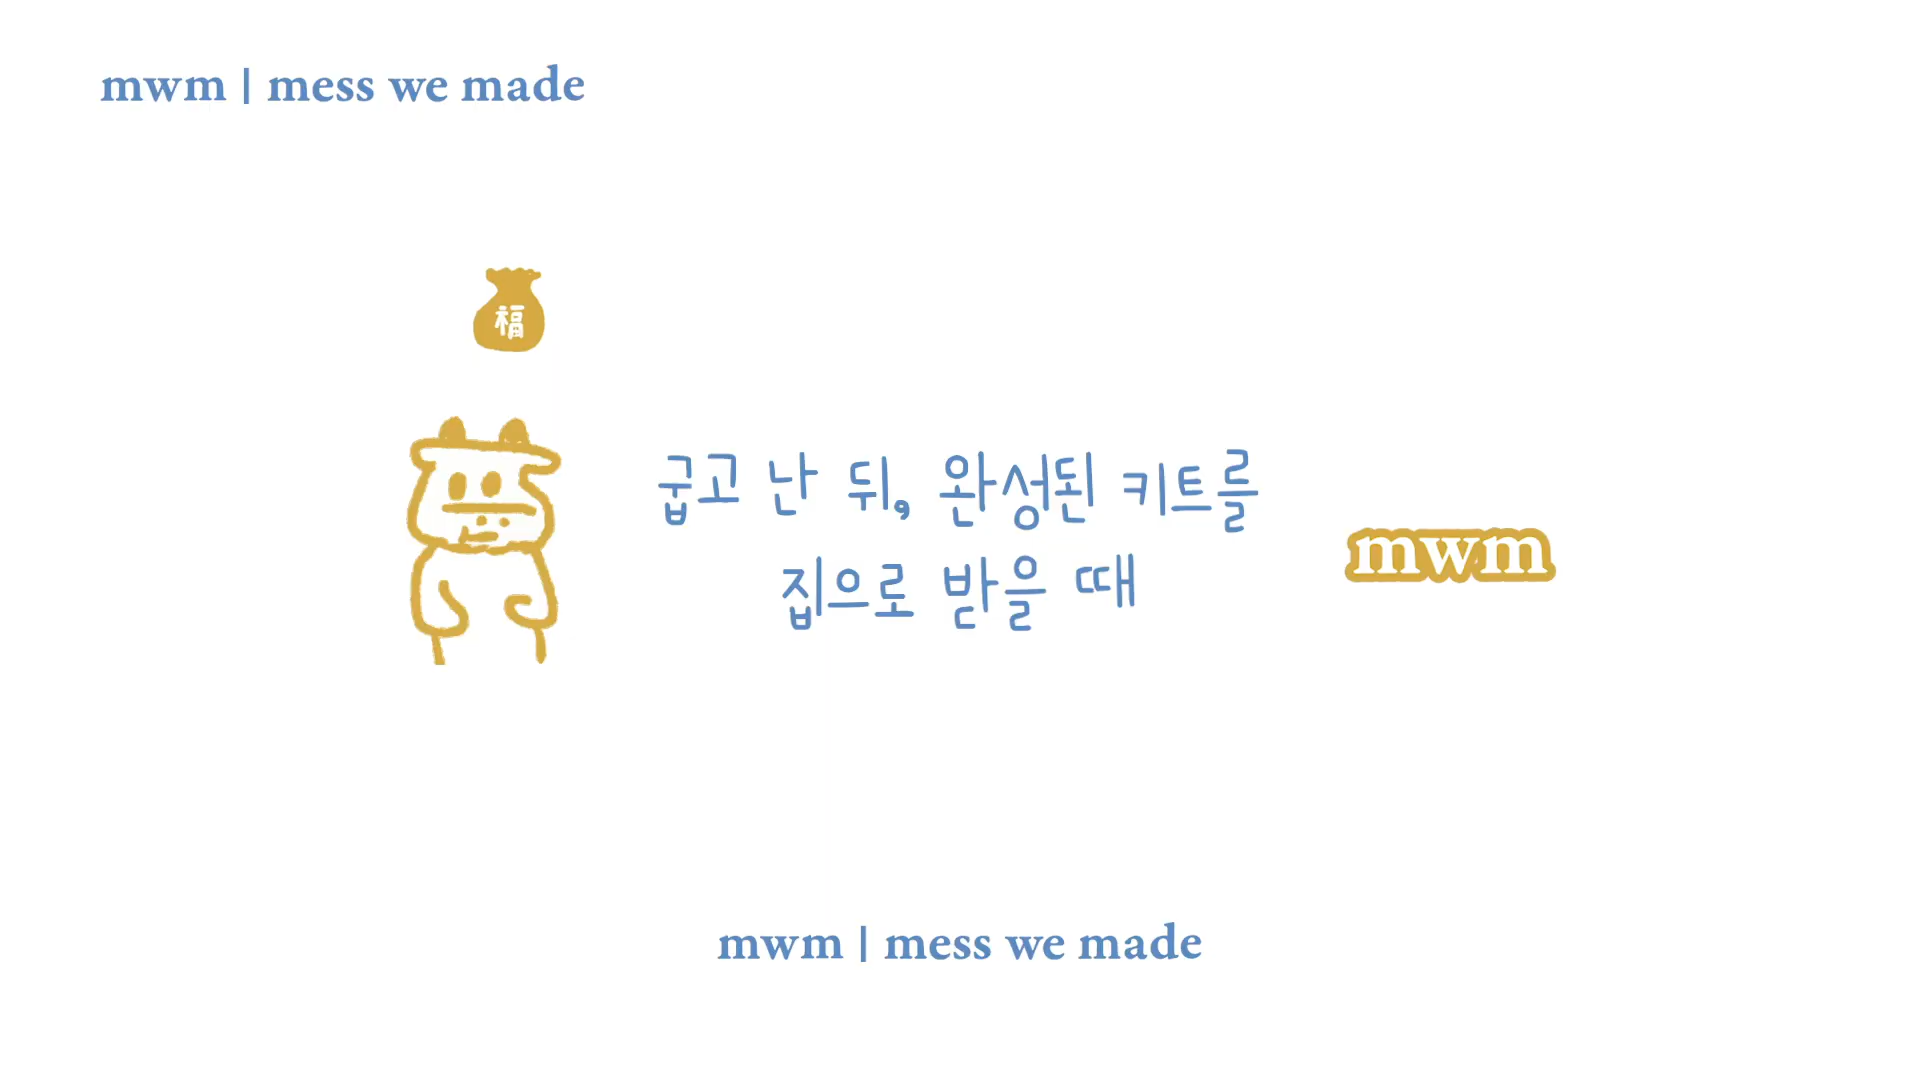 mwm | mess we made
福
굽고 난 뒤, 완성된 키트를
집으로 받을 때
mwm
mwm | mess we made